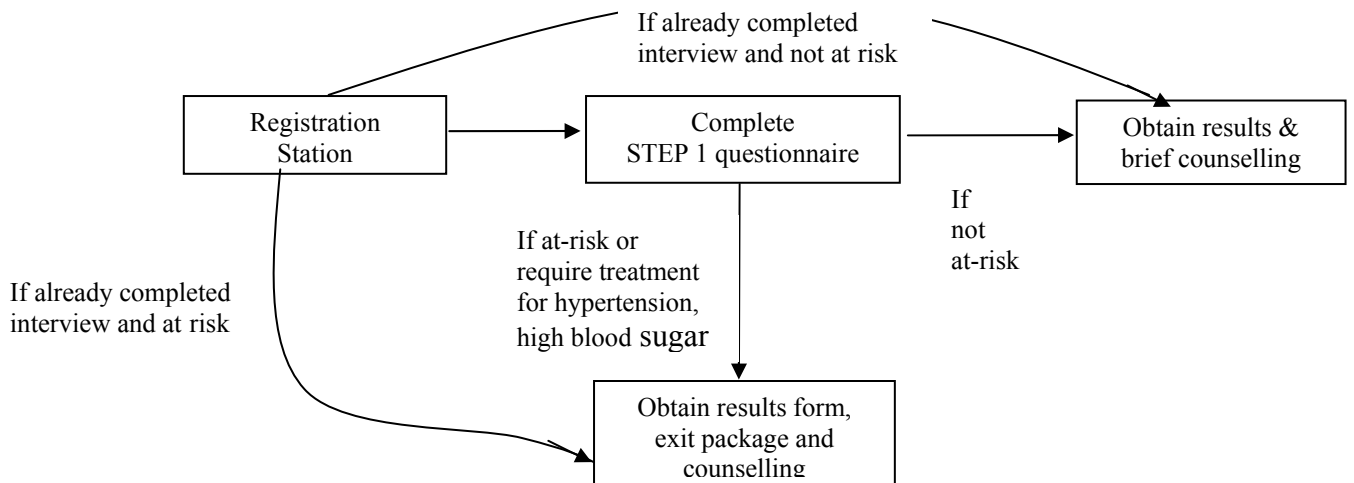 If already completed
interview and not at risk
Registration
Station
Complete
STEP 1 questionnaire
Obtain results &
brief counselling
If
not
at-risk
If at-risk or
require treatment
for hypertension,
high blood sugar
If already completed
interview and at risk
Obtain results form,
exit package and
counselling